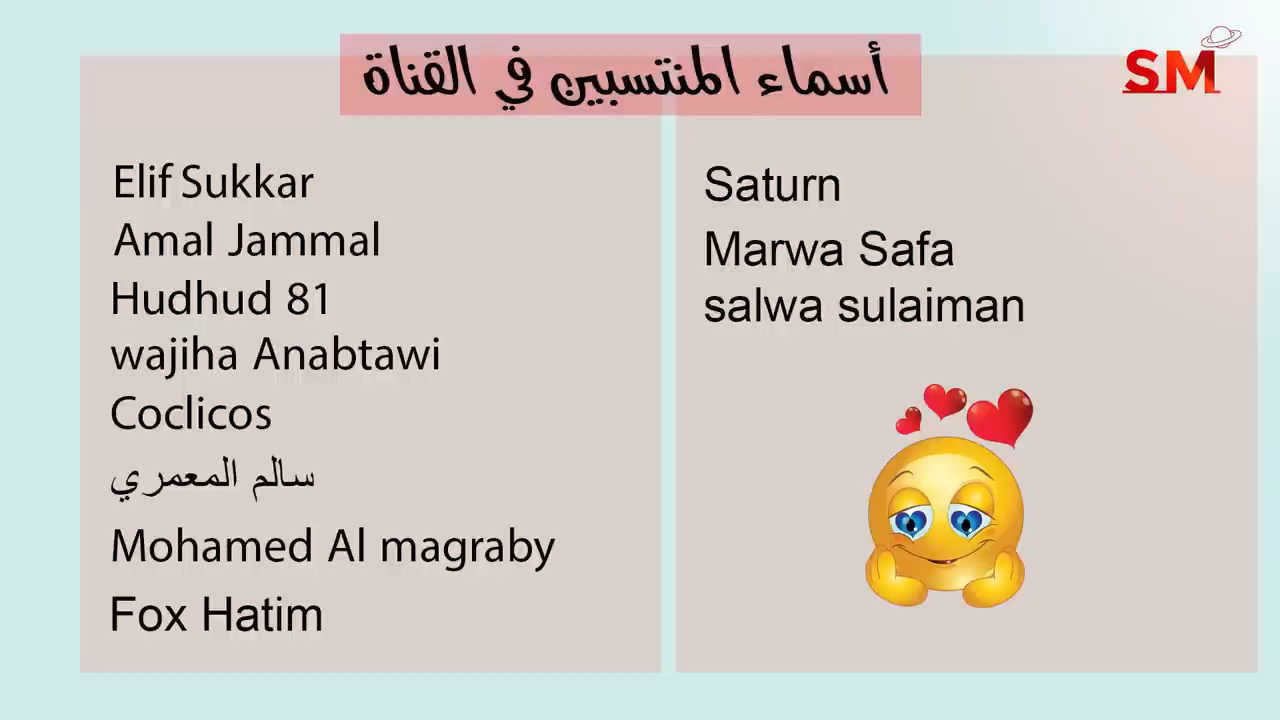 أسماء المنتسبين في القناة
SM
Elif Sukkar
Amal Jammal
Hudhud 81
wajiha Anabtawi
Coclicos
سالم المعمري
Mohamed Al magraby
Fox Hatim
Saturn
Marwa Safa
salwa sulaiman